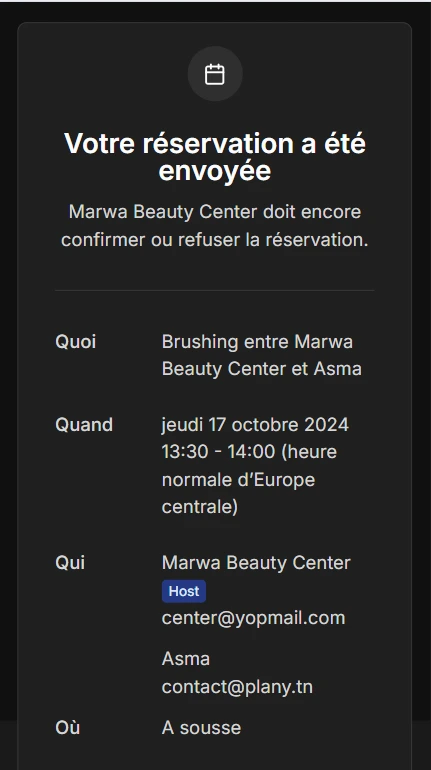 Votre réservation a été
envoyée
Marwa Beauty Center doit encore
confirmer ou refuser la réservation.
Quoi
Brushing entre Marwa
Beauty Center et Asma
Quand
jeudi 17 octobre 2024
13:30 - 14:00 (heure
normale d’Europe
centrale)
Qui
Marwa Beauty Center
Host
center@yopmail.com
Asma
contact@plany.tn
Où
A sousse